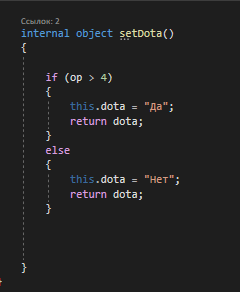 Ссылок: 2
internal object setDota()
{
if (op > 4)
{
this.dota = "Да";
return dota;
}
else
{
this.dota = "Нет";
return dota;
}
}
}